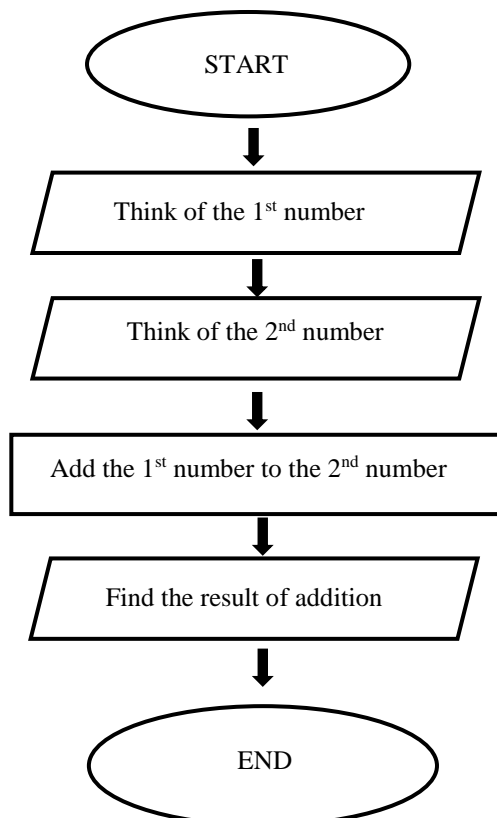 START
Think of the 1st number
Think of the 2nd number
Add the 1st number to the 2nd number
Find the result of addition
END